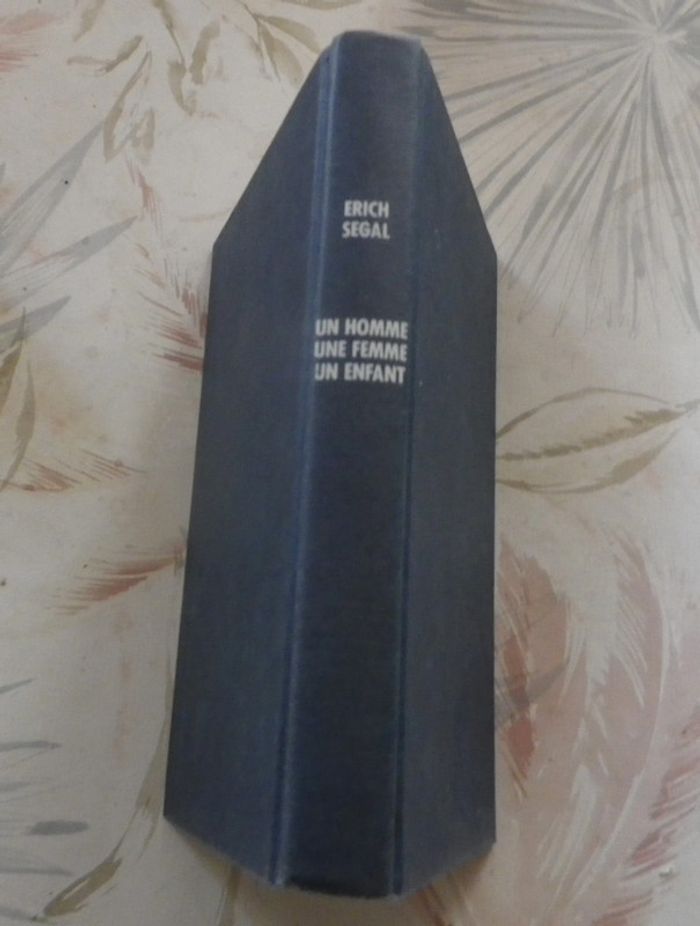 ERICH
SEGAL
UN HOMME
UNE FEMME
UN ENFANT